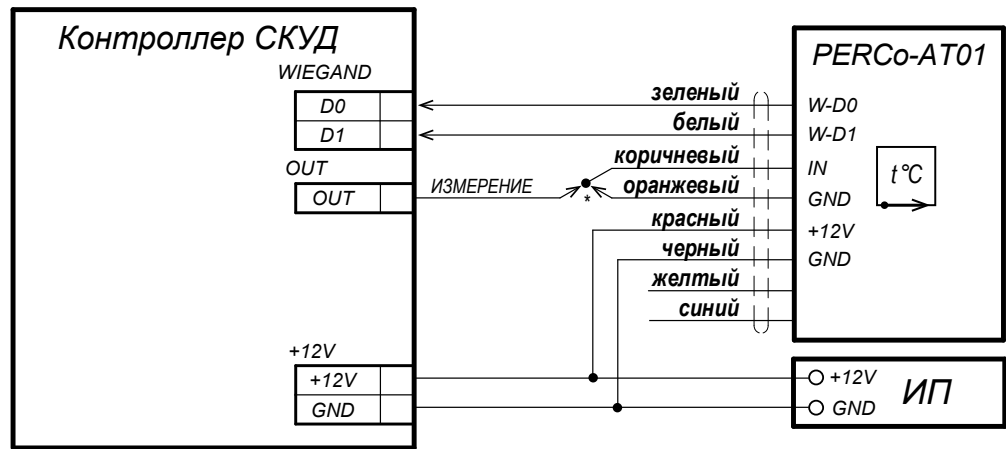 Контроллер СКУД
WIEGAND
D0
D1
OUT
OUT
ИЗМЕРЕНИЕ
*
+12V
+12V
GND
зеленый
белый
коричневый
оранжевый
красный
черный
желтый
синий
PERCo-AT01
W-D0
W-D1
IN
GND
+12V
GND
t°C
+12V
GND
ИП